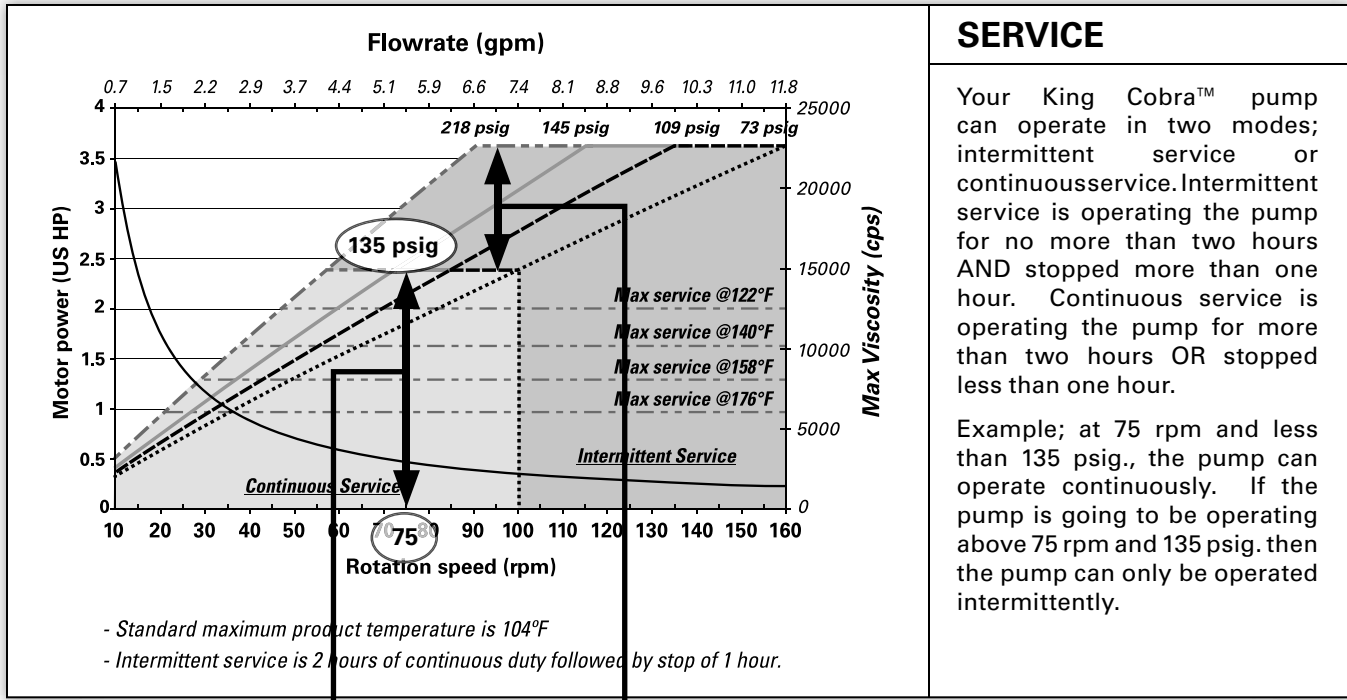 Flowrate (gpm)
0.7 1.5 2.2 2.9 3.7 4.4 5.1 5.9 6.6 7.4 8.1 8.8 9.6 10.3 11.0 11.8
4
3.5
3
2.5
2
1.5
1
0.5
0
Motor power (US HP)
218 psig 145 psig 109 psig 73 psig
135 psig
Max service @122°F
Max service @140°F
Max service @158°F
Max service @176°F
Intermittent Service
Continuous Service
25000
20000
15000
10000
5000
0
Max Viscosity (cps)
10 20 30 40 50 60 70 80 90 100 110 120 130 140 150 160
75
Rotation speed (rpm)
- Standard maximum product temperature is 104ºF
- Intermittent service is 2 hours of continuous duty followed by stop of 1 hour.
SERVICE
Your King Cobra™ pump
can operate in two modes;
intermittent service or
continuousservice. Intermittent
service is operating the pump
for no more than two hours
AND stopped more than one
hour. Continuous service is
operating the pump for more
than two hours OR stopped
less than one hour.
Example; at 75 rpm and less
than 135 psig., the pump can
operate continuously. If the
pump is going to be operating
above 75 rpm and 135 psig. then
the pump can only be operated
intermittently.